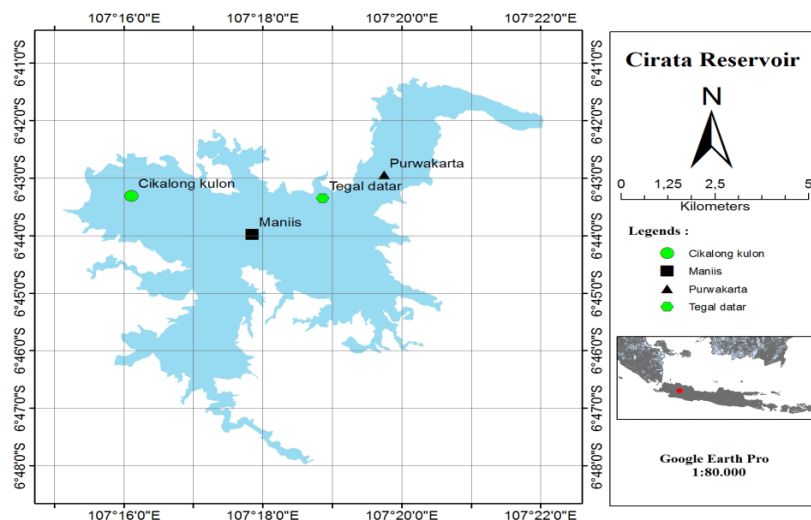 107°16'0"E 107°18'0"E 107°20'0"E 107°22'0"E
6°41'0"S 6°41'0"S
6°42'0"S 6°42'0"S
6°43'0"S 6°43'0"S
6°44'0"S 6°44'0"S
6°45'0"S 6°45'0"S
6°46'0"S 6°46'0"S
6°47'0"S 6°47'0"S
6°48'0"S 6°48'0"S
Purwakarta
Cikalong kulon
Tegal datar
Maniis
107°16'0"E 107°18'0"E 107°20'0"E 107°22'0"E
Cirata Reservoir
N
0 1,25 2,5 5
Kilometers
Legends :
Cikalong kulon
Maniis
Purwakarta
Tegal datar
Google Earth Pro
1:80.000